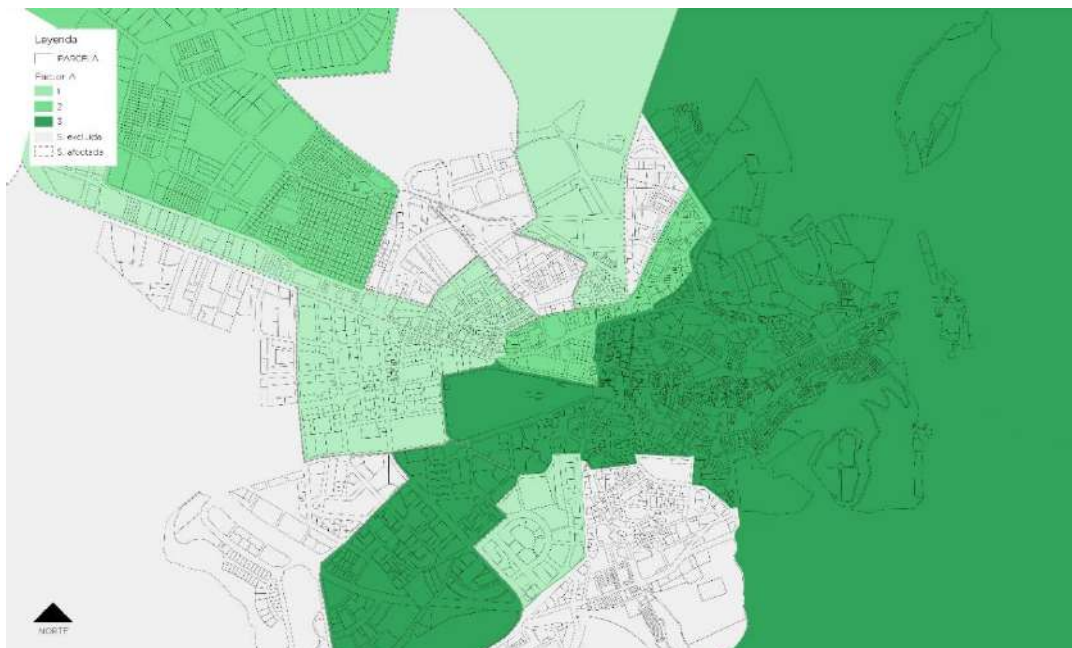 Leyenda
PARCELA
Factor A
1
2
3
S. excluida
S. afectada
NORTE